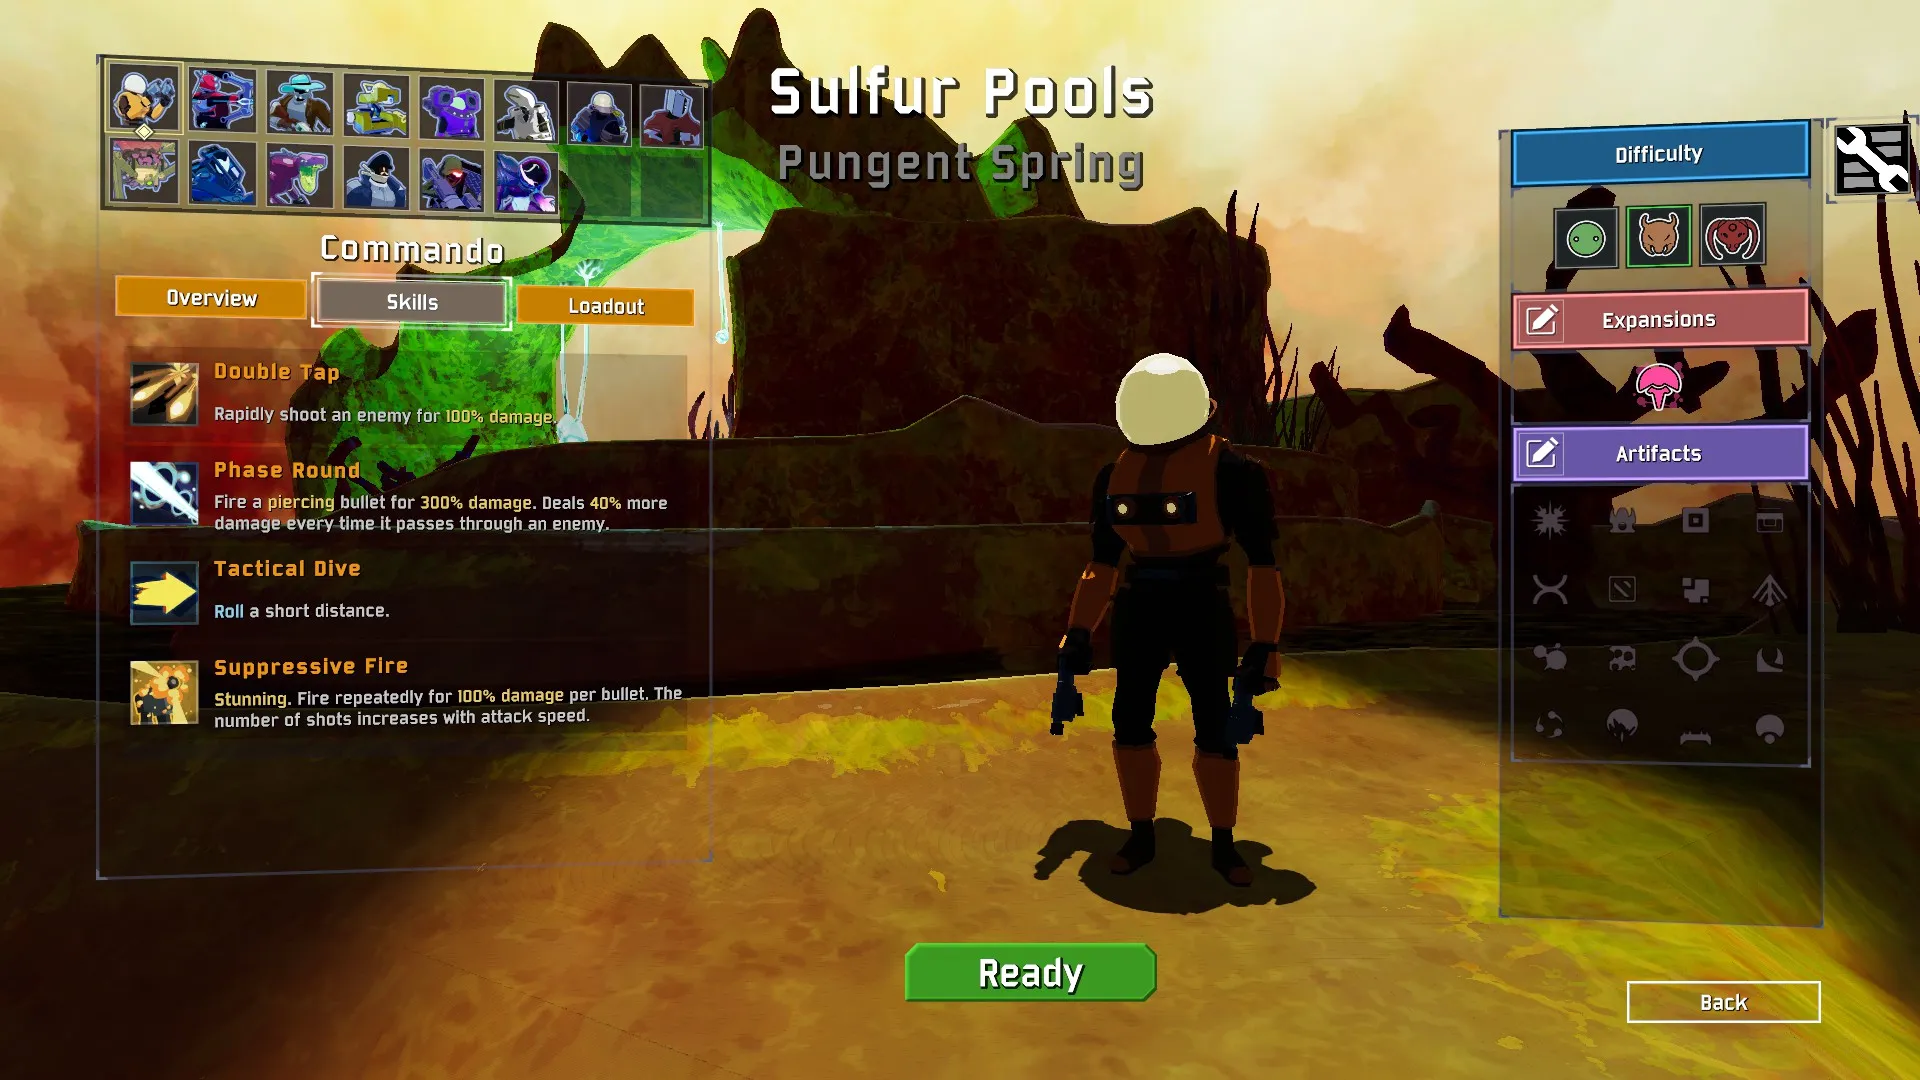 Sulfur Pools
Pungent Spring
Commando
Overview
Skills
Loadout
Double Tap
Rapidly shoot an enemy for 100% damage.
Phase Round
Fire a piercing bullet for 300% damage. Deals 40% more
damage every time it passes through an enemy.
Tactical Dive
Roll a short distance.
Suppressive Fire
Stunning. Fire repeatedly for 100% damage per bullet. The
number of shots increases with attack speed.
Difficulty
Expansions
Artifacts
Ready
Back